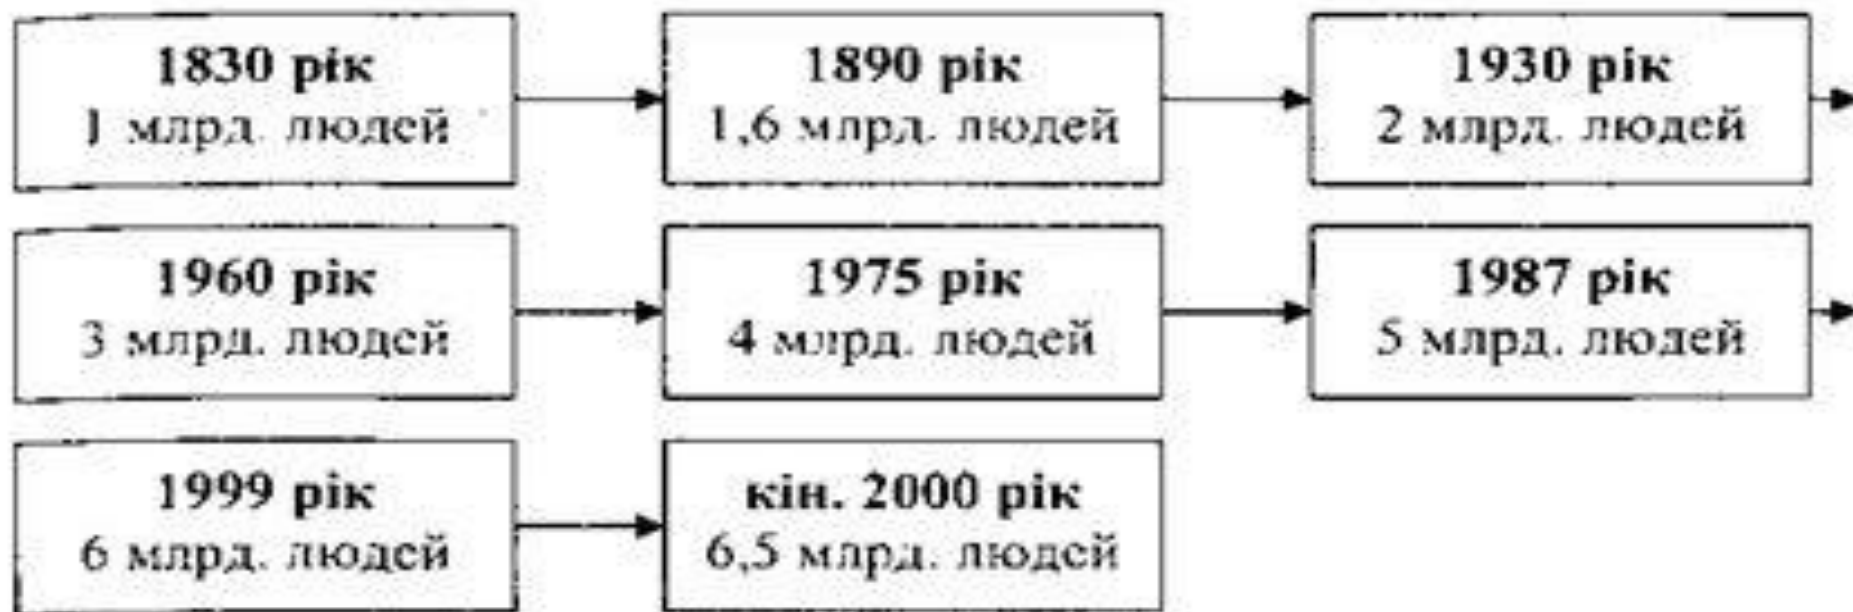 1830 рік
1 млрд. людей
1890 рік
1,6 млрд. людей
1930 рік
2 млрд. людей
1960 рік
3 млрд. людей
1975 рік
4 млрд. людей
1987 рік
5 млрд. людей
1999 рік
6 млрд. людей
кін. 2000 рік
6,5 млрд. людей